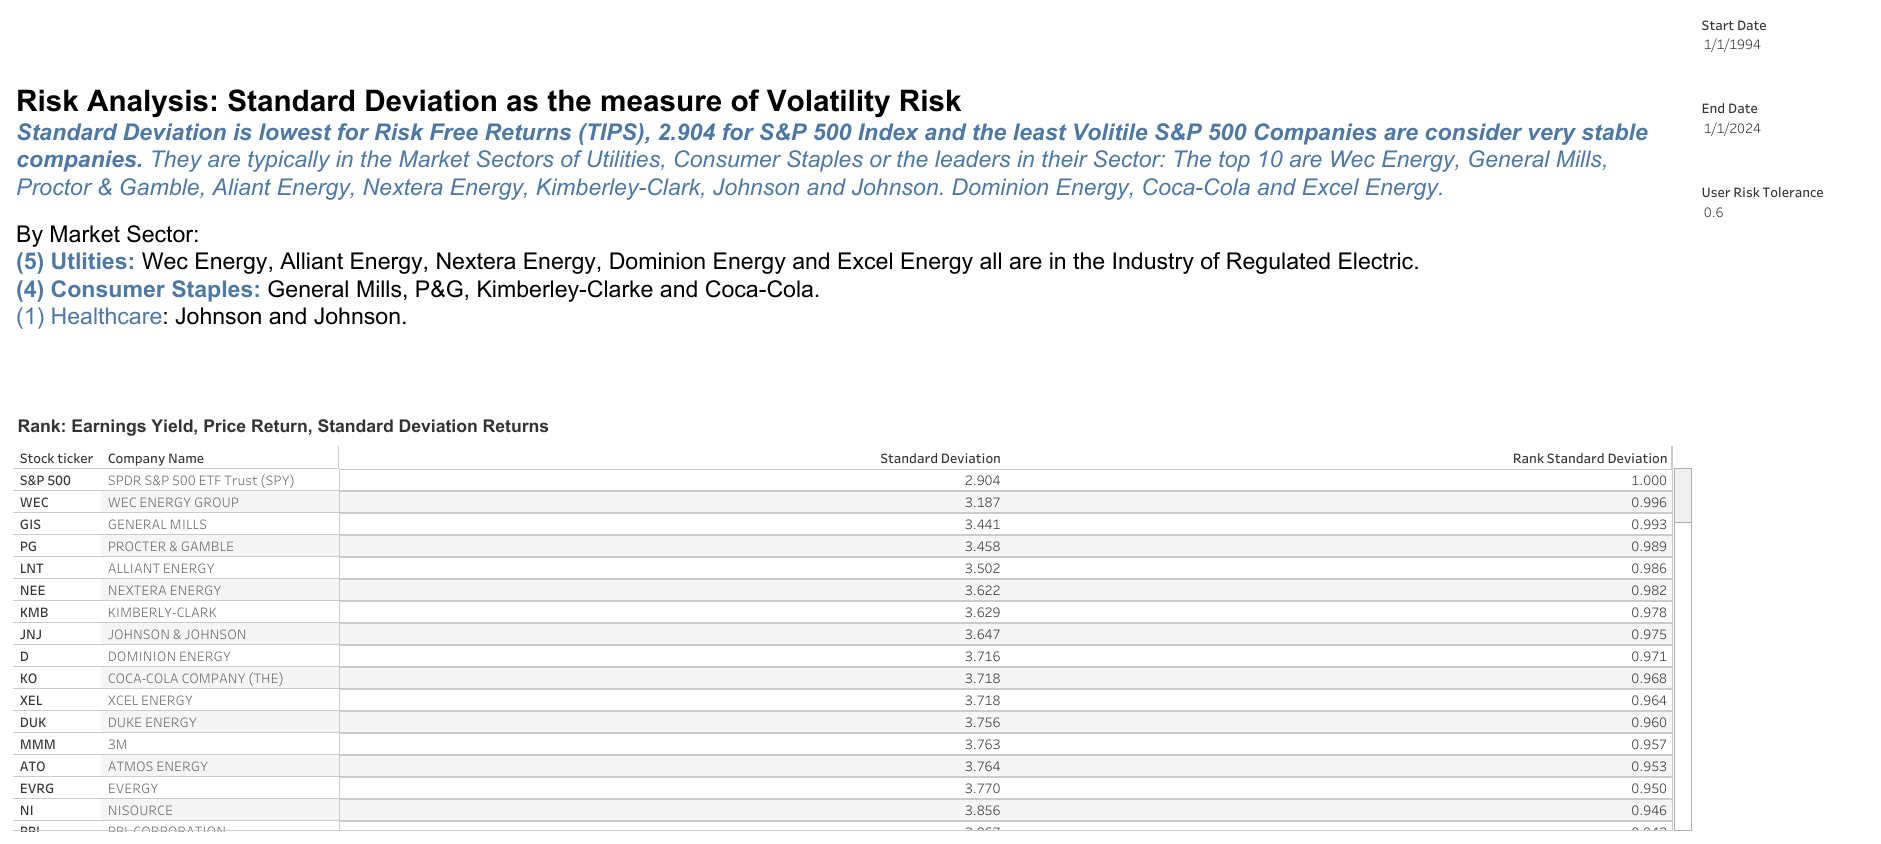 Start Date
1/1/1994
End Date
1/1/2024
User Risk Tolerance
0.6
Risk Analysis: Standard Deviation as the measure of Volatility Risk
Standard Deviation is lowest for Risk Free Returns (TIPS), 2.904 for S&P 500 Index and the least Volitile S&P 500 Companies are consider very stable
companies. They are typically in the Market Sectors of Utilities, Consumer Staples or the leaders in their Sector: The top 10 are Wec Energy, General Mills,
Proctor & Gamble, Aliant Energy, Nextera Energy, Kimberley-Clark, Johnson and Johnson. Dominion Energy, Coca-Cola and Excel Energy.
By Market Sector:
(5) Utlities: Wec Energy, Alliant Energy, Nextera Energy, Dominion Energy and Excel Energy all are in the Industry of Regulated Electric.
(4) Consumer Staples: General Mills, P&G, Kimberley-Clarke and Coca-Cola.
(1) Healthcare: Johnson and Johnson.
Rank: Earnings Yield, Price Return, Standard Deviation Returns
Stock ticker Company Name Standard Deviation Rank Standard Deviation
S&P 500 SPDR S&P 500 ETF Trust (SPY) 2.904 1.000
WEC WEC ENERGY GROUP 3.187 0.996
GIS GENERAL MILLS 3.441 0.993
PG PROCTER & GAMBLE 3.458 0.989
LNT ALLIANT ENERGY 3.502 0.986
NEE NEXTERA ENERGY 3.622 0.982
KMB KIMBERLY-CLARK 3.629 0.978
JNJ JOHNSON & JOHNSON 3.647 0.975
D DOMINION ENERGY 3.716 0.971
KO COCA-COLA COMPANY (THE) 3.718 0.968
XEL XCEL ENERGY 3.718 0.964
DUK DUKE ENERGY 3.756 0.960
MMM 3M 3.763 0.957
ATO ATMOS ENERGY 3.764 0.953
EVRG EVERGY 3.770 0.950
NI NISOURCE 3.856 0.946